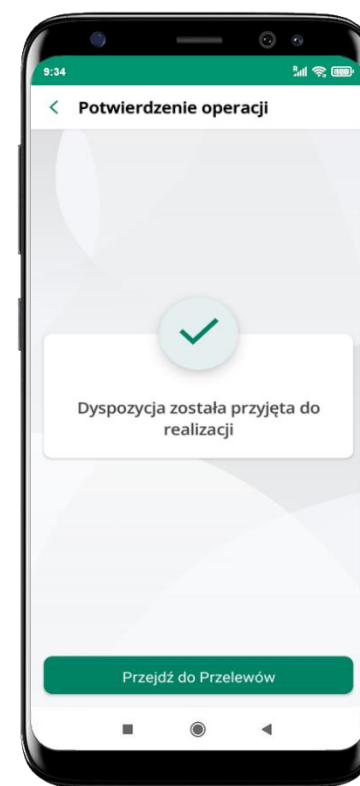 9:34
Potwierdzenie operacji
Dyspozycja została przyjęta do
realizacji
Przejdź do Przelewów